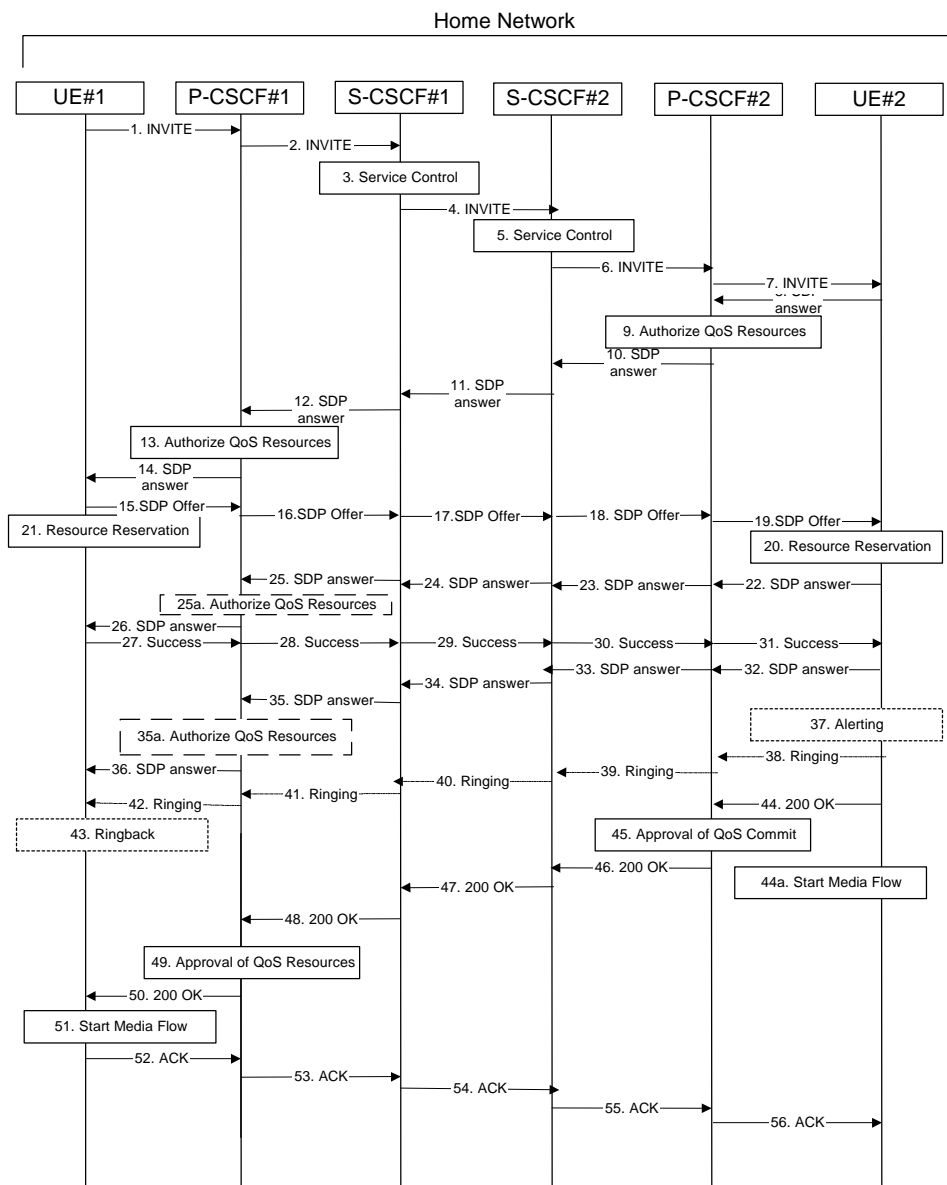 Home Network
UE#1
P-CSCF#1
S-CSCF#1
S-CSCF#2
P-CSCF#2
UE#2
1. INVITE
2. INVITE
3. Service Control
4. INVITE
5. Service Control
6. INVITE
7. INVITE
8. SDP
answer
9. Authorize QoS Resources
10. SDP
answer
11. SDP
answer
12. SDP
answer
13. Authorize QoS Resources
14. SDP
answer
15.SDP Offer
16.SDP Offer
17.SDP Offer
18. SDP Offer
19.SDP Offer
21. Resource Reservation
20. Resource Reservation
25. SDP answer
24. SDP answer
23. SDP answer
22. SDP answer
25a. Authorize QoS Resources
26. SDP answer
27. Success
28. Success
29. Success
30. Success
31. Success
33. SDP answer
32. SDP answer
34. SDP answer
35. SDP answer
37. Alerting
35a. Authorize QoS Resources
38. Ringing
36. SDP answer
39. Ringing
40. Ringing
41. Ringing
42. Ringing
44. 200 OK
43. Ringback
45. Approval of QoS Commit
46. 200 OK
44a. Start Media Flow
47. 200 OK
48. 200 OK
49. Approval of QoS Resources
50. 200 OK
51. Start Media Flow
52. ACK
53. ACK
54. ACK
55. ACK
56. ACK